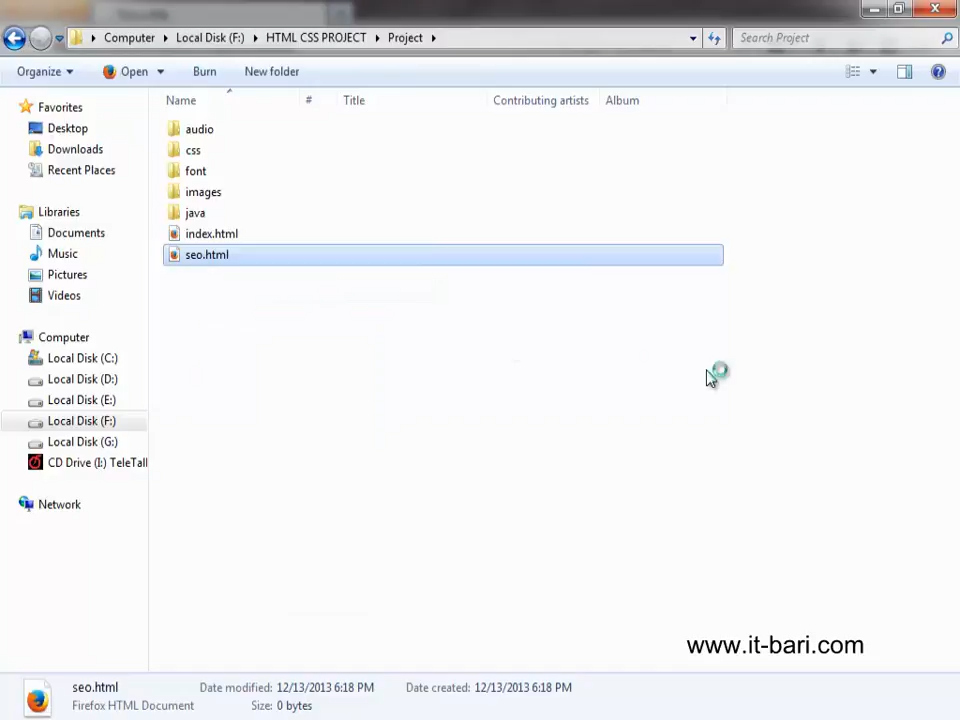 Computer Local Disk (F:) HTML CSS PROJECT Project Search Project
Organize Open Burn New folder
Name # Title Contributing artists Album
Favorites
Desktop
Downloads
Recent Places
Libraries
Documents
Music
Pictures
Videos
Computer
Local Disk (C:)
Local Disk (D:)
Local Disk (E:)
Local Disk (F:)
Local Disk (G:)
CD Drive (I:) TeleTall
Network
audio
css
font
images
java
index.html
seo.html
www.it-bari.com
seo.html Date modified: 12/13/2013 6:18 PM Date created: 12/13/2013 6:18 PM
Firefox HTML Document Size: 0 bytes